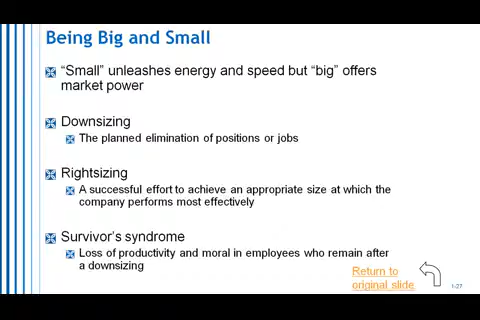 Being Big and Small
“Small” unleashes energy and speed but “big” offers
market power
Downsizing
The planned elimination of positions or jobs
Rightsizing
A successful effort to achieve an appropriate size at which the
company performs most effectively
Survivor’s syndrome
Loss of productivity and moral in employees who remain after
a downsizing
Return to
original slide
1-27